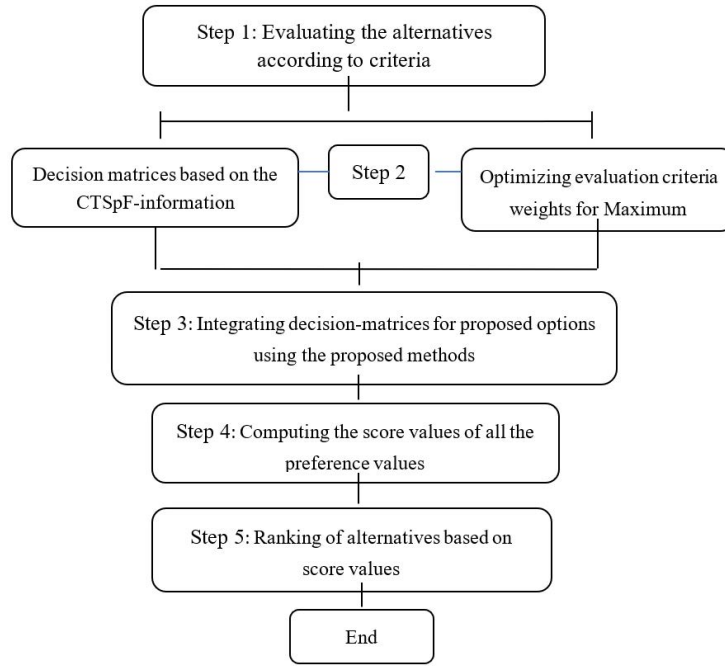 Step 1: Evaluating the alternatives
according to criteria
Decision matrices based on the
CTSpF-information
Step 2
Optimizing evaluation criteria
weights for Maximum
Step 3: Integrating decision-matrices for proposed options
using the proposed methods
Step 4: Computing the score values of all the
preference values
Step 5: Ranking of alternatives based on
score values
End